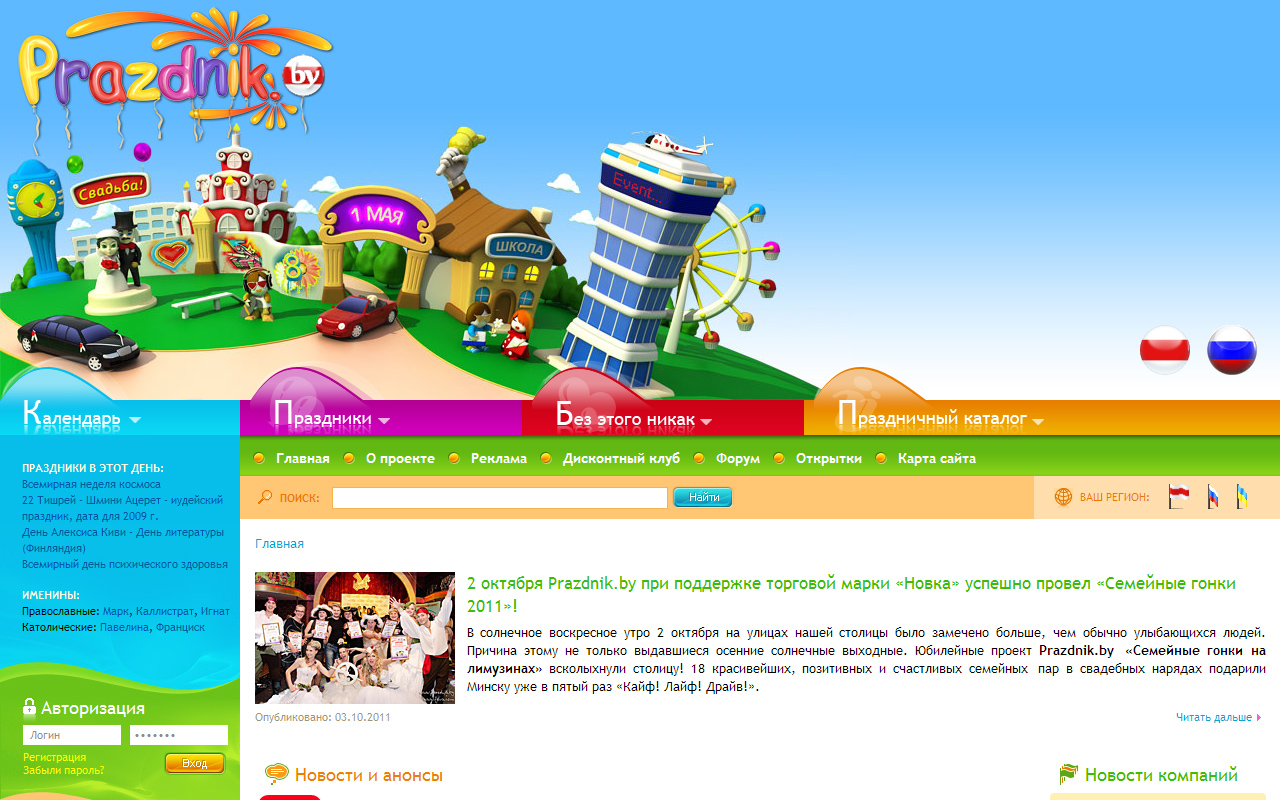 Prazdnik.by
Свадьба!
1 МАЯ
ШКОЛА
Event...
Календарь
Праздники
Без этого никак
Праздничный каталог
Главная
О проекте
Реклама
Дисконтный клуб
Форум
Открытки
Карта сайта
ПОИСК:
Найти
ВАШ РЕГИОН:
ПРАЗДНИКИ В ЭТОТ ДЕНЬ:
Всемирная неделя космоса
22 Тишрей - Шмини Ацерет - иудейский
праздник, дата для 2009 г.
День Алексиса Киви - День литературы
(Финляндия)
Всемирный день психического здоровья
ИМЕНИНЫ:
Православные: Марк, Каллистрат, Игнат
Католические: Павелина, Франциск
Авторизация
Логин
•••••••
Регистрация
Забыли пароль?
Вход
Главная
2 октября Prazdnik.by при поддержке торговой марки «Новка» успешно провел «Семейные гонки
2011»!
В солнечное воскресное утро 2 октября на улицах нашей столицы было замечено больше, чем обычно улыбающихся людей.
Причина этому не только выдавшиеся осенние солнечные выходные. Юбилейные проект Prazdnik.by «Семейные гонки на
лимузинах» всколыхнули столицу! 18 красивейших, позитивных и счастливых семейных пар в свадебных нарядах подарили
Минску уже в пятый раз «Кайф! Лайф! Драйв!».
Опубликовано: 03.10.2011
Читать дальше
Новости и анонсы
Новости компаний